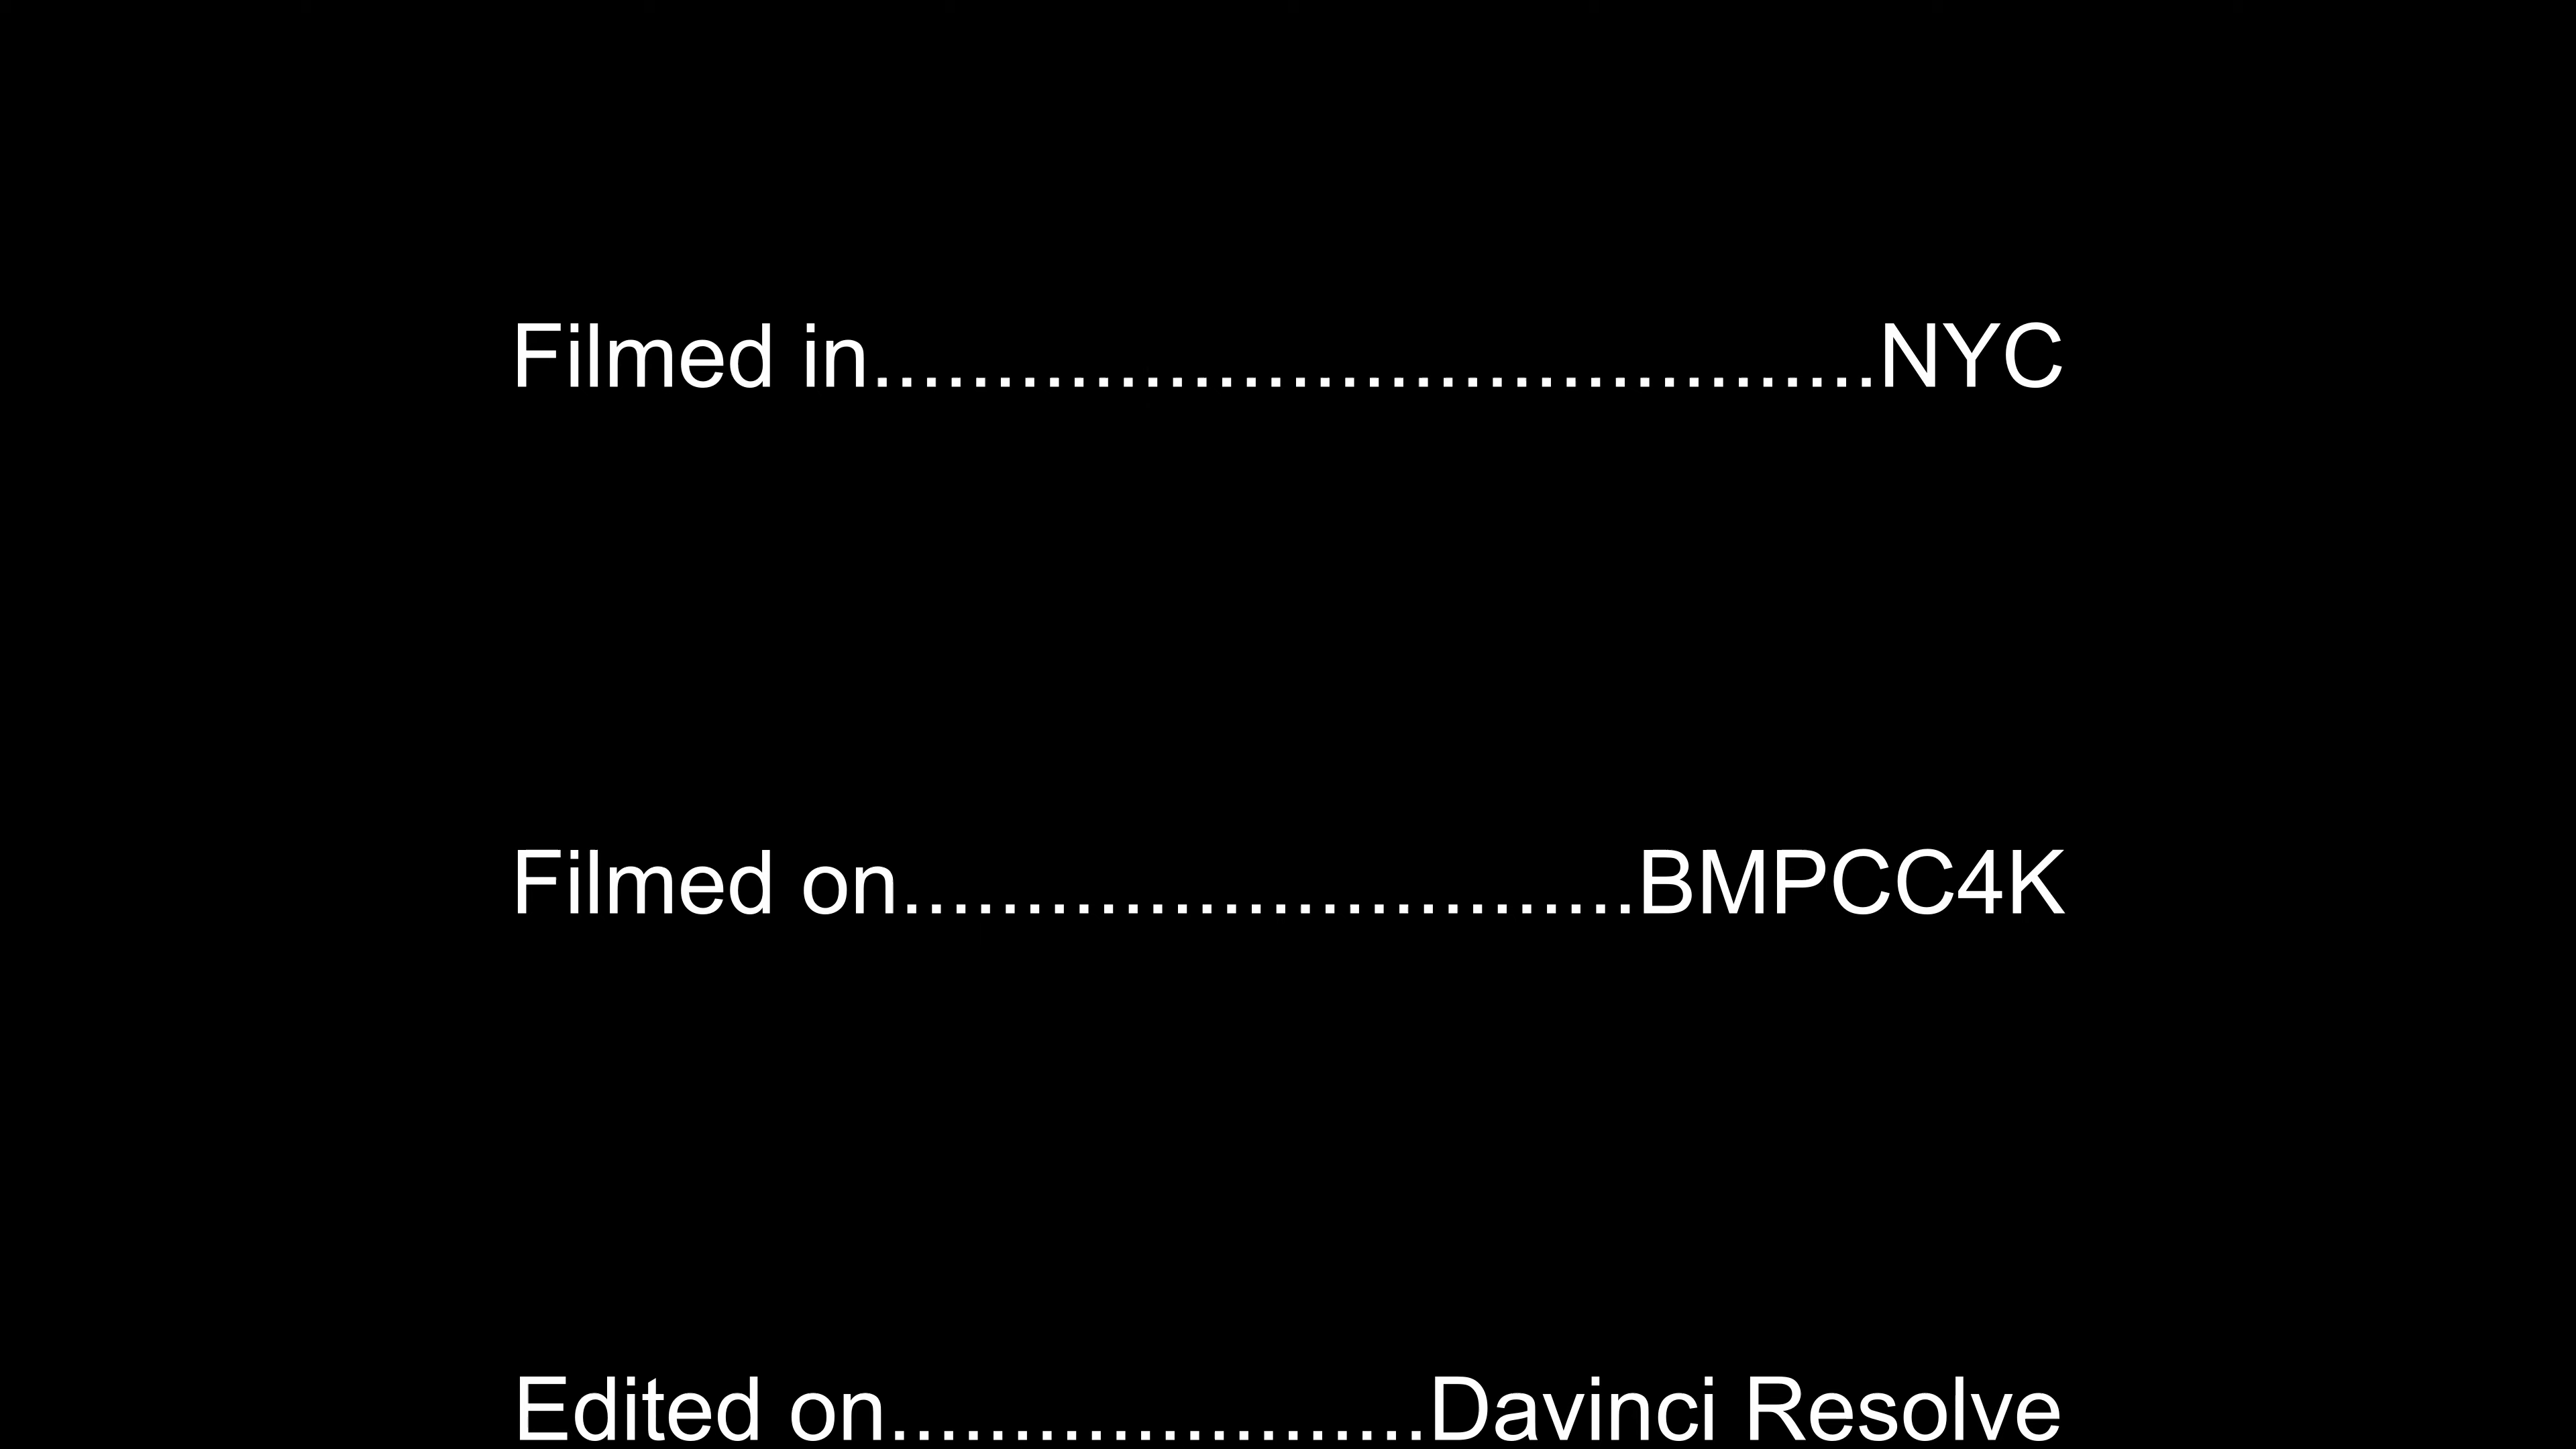 Filmed in.........................................NYC
Filmed on..............................BMPCC4K
Edited on......................Davinci Resolve